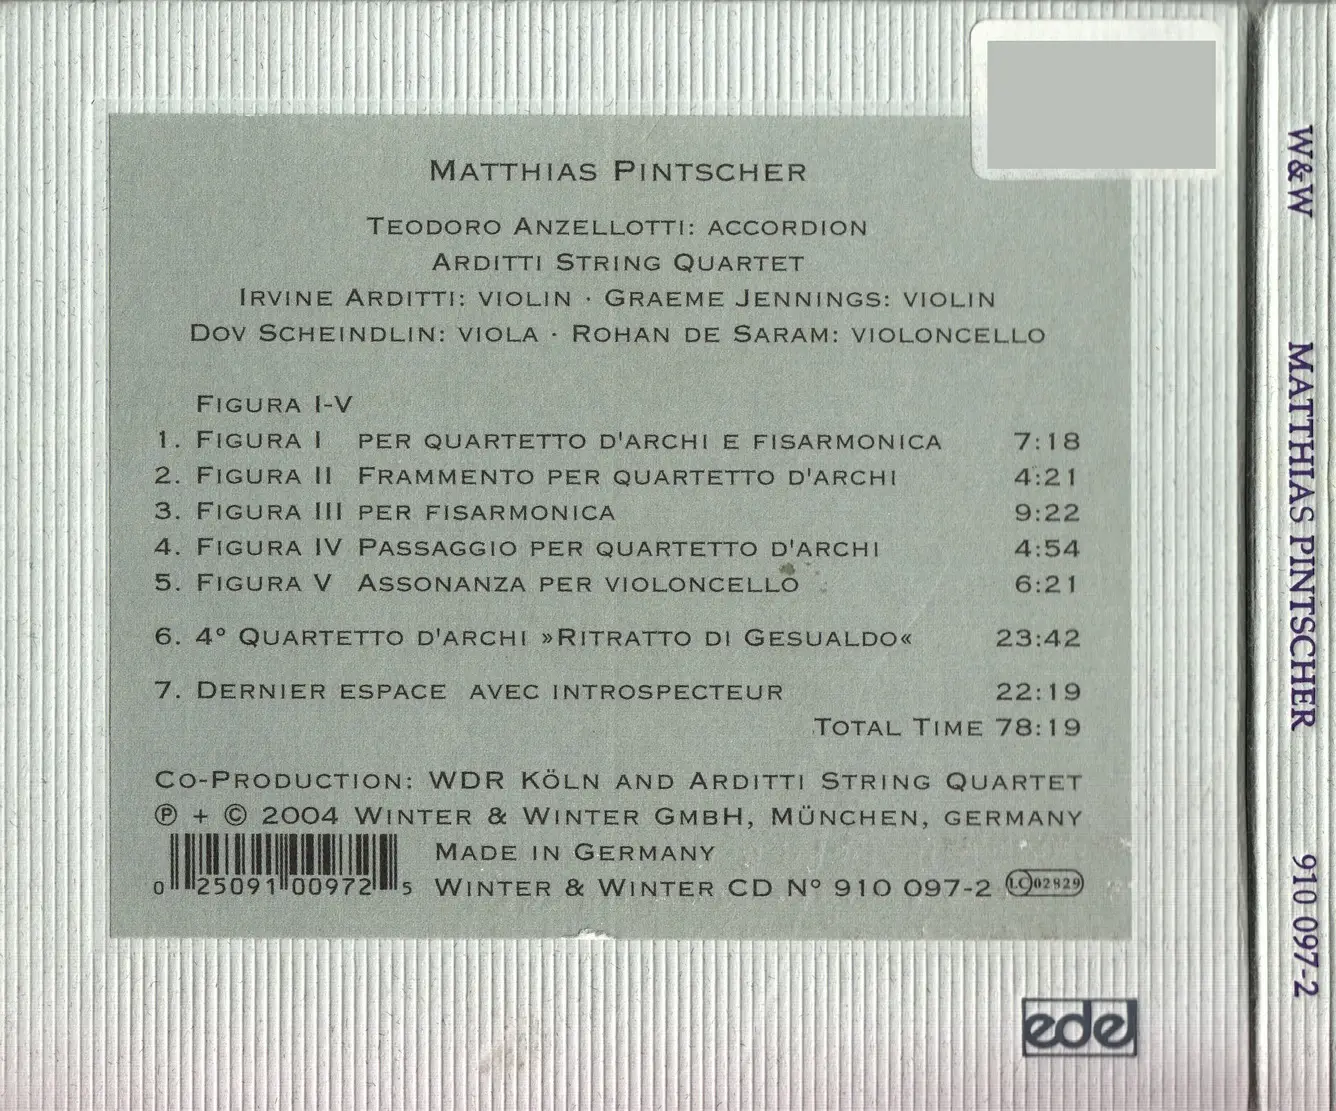 MATTHIAS PINTSCHER
TEODORO ANZELLOTTI: ACCORDION
ARDITTI STRING QUARTET
IRVINE ARDITTI: VIOLIN · GRAEME JENNINGS: VIOLIN
DOV SCHEINDLIN: VIOLA · ROHAN DE SARAM: VIOLONCELLO
FIGURA I-V
1. FIGURA I PER QUARTETTO D'ARCHI E FISARMONICA 7:18
2. FIGURA II FRAMMENTO PER QUARTETTO D'ARCHI 4:21
3. FIGURA III PER FISARMONICA 9:22
4. FIGURA IV PASSAGGIO PER QUARTETTO D'ARCHI 4:54
5. FIGURA V ASSONANZA PER VIOLONCELLO 6:21
6. 4° QUARTETTO D'ARCHI »RITRATTO DI GESUALDO« 23:42
7. DERNIER ESPACE AVEC INTROSPECTEUR 22:19
TOTAL TIME 78:19
CO-PRODUCTION: WDR KÖLN AND ARDITTI STRING QUARTET
℗ + © 2004 WINTER & WINTER GMBH, MÜNCHEN, GERMANY
MADE IN GERMANY
0 25091 00972 5 WINTER & WINTER CD N° 910 097-2 LC 02829
edel
W&W MATTHIAS PINTSCHER 910 097-2